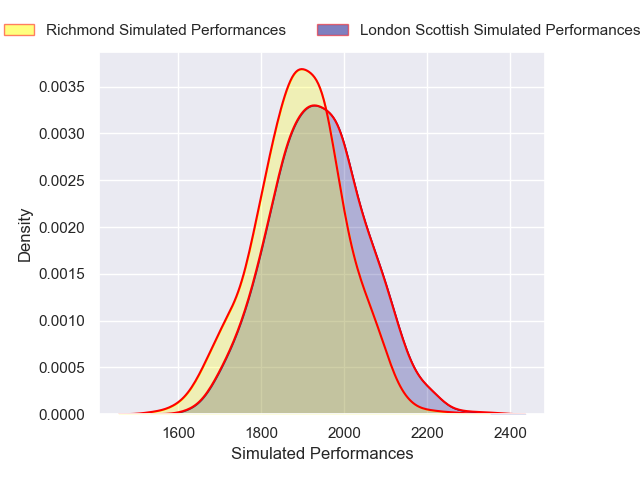 Richmond Simulated Performances
London Scottish Simulated Performances
Density
0.0035
0.0030
0.0025
0.0020
0.0015
0.0010
0.0005
0.0000
1600 1800 2000 2200 2400
Simulated Performances